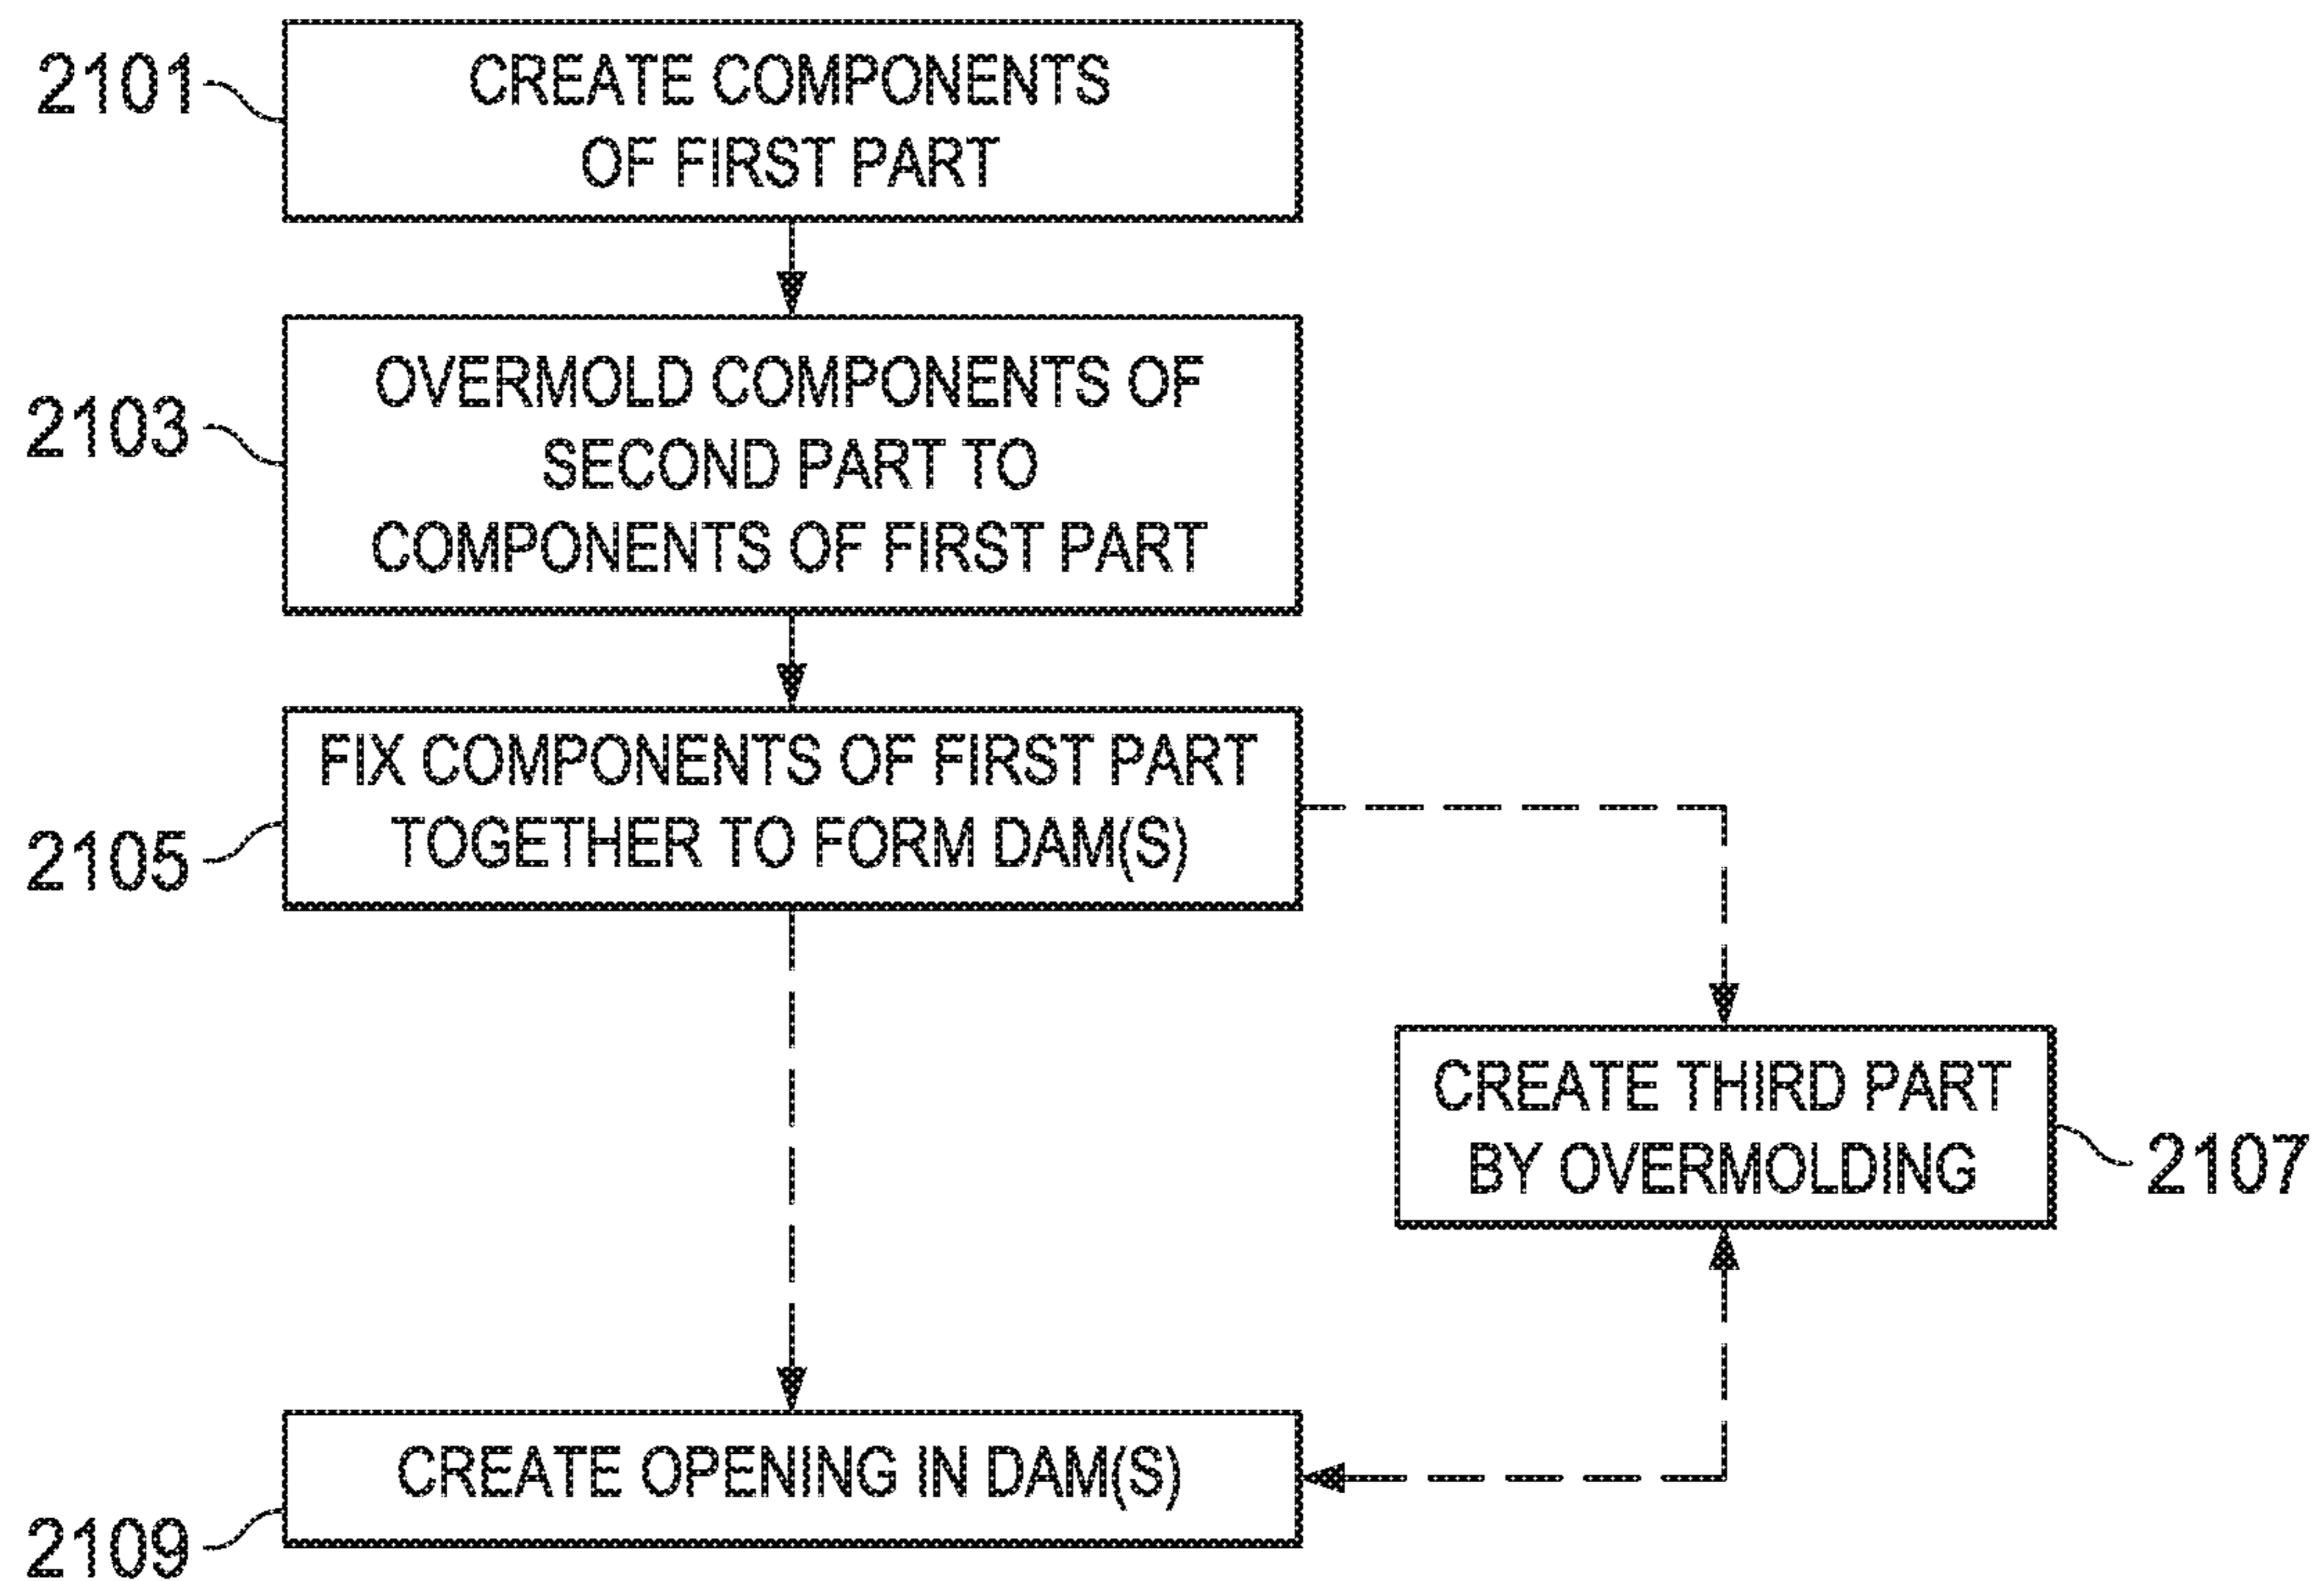 2101
CREATE COMPONENTS
OF FIRST PART
2103
OVERMOLD COMPONENTS OF
SECOND PART TO
COMPONENTS OF FIRST PART
2105
FIX COMPONENTS OF FIRST PART
TOGETHER TO FORM DAM(S)
CREATE THIRD PART
BY OVERMOLDING
2107
CREATE OPENING IN DAM(S)
2109